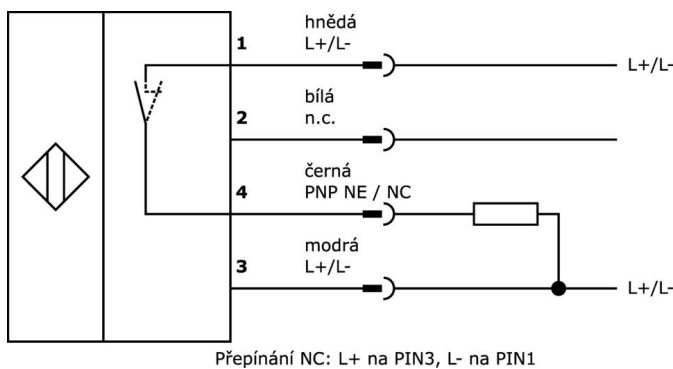 hnědá
1 L+/L- L+/L-
bílá
2 n.c.
černá
4 PNP NE / NC
modrá
3 L+/L- L+/L-
Přepínání NC: L+ na PIN3, L- na PIN1